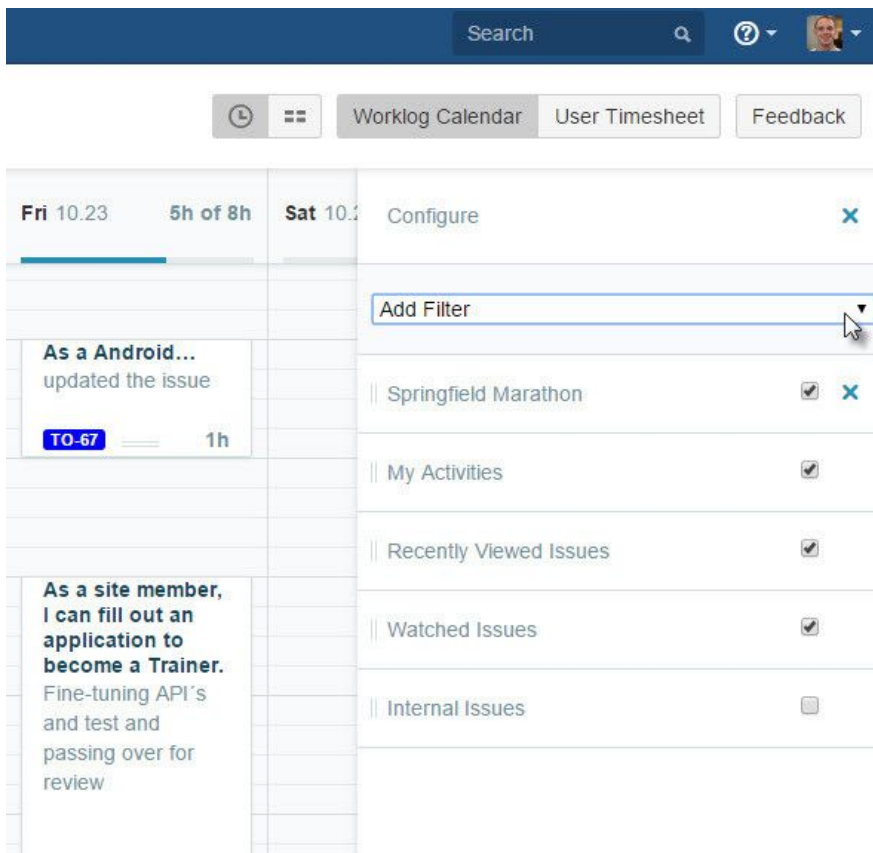 Search
Worklog Calendar User Timesheet Feedback
Fri 10.23 5h of 8h Sat 10.2
Configure
Add Filter
As a Android...
updated the issue
TO-67 1h
Springfield Marathon
My Activities
Recently Viewed Issues
Watched Issues
Internal Issues
As a site member,
I can fill out an
application to
become a Trainer.
Fine-tuning API´s
and test and
passing over for
review